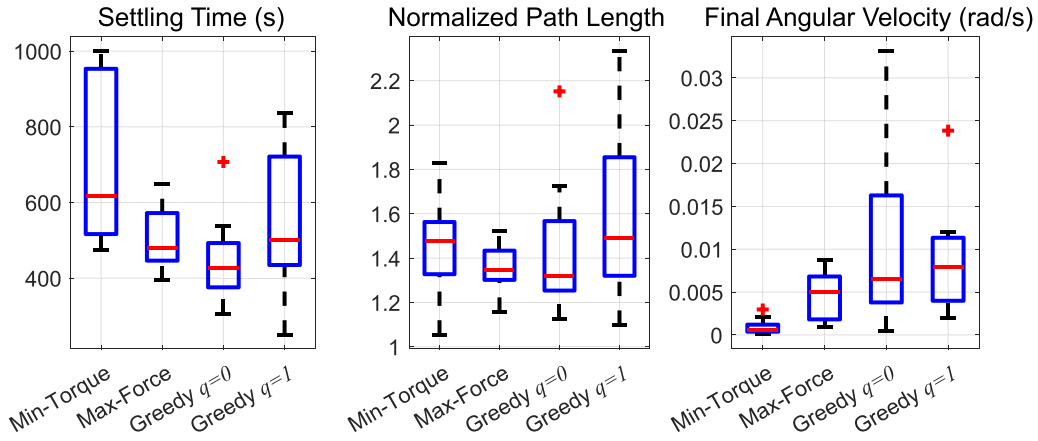 Settling Time (s)
1000
800
600
400
Min-Torque
Max-Force
Greedy q=0
Greedy q=1
Normalized Path Length
2.2
2
1.8
1.6
1.4
1.2
1
Min-Torque
Max-Force
Greedy q=0
Greedy q=1
Final Angular Velocity (rad/s)
0.03
0.025
0.02
0.015
0.01
0.005
0
Min-Torque
Max-Force
Greedy q=0
Greedy q=1